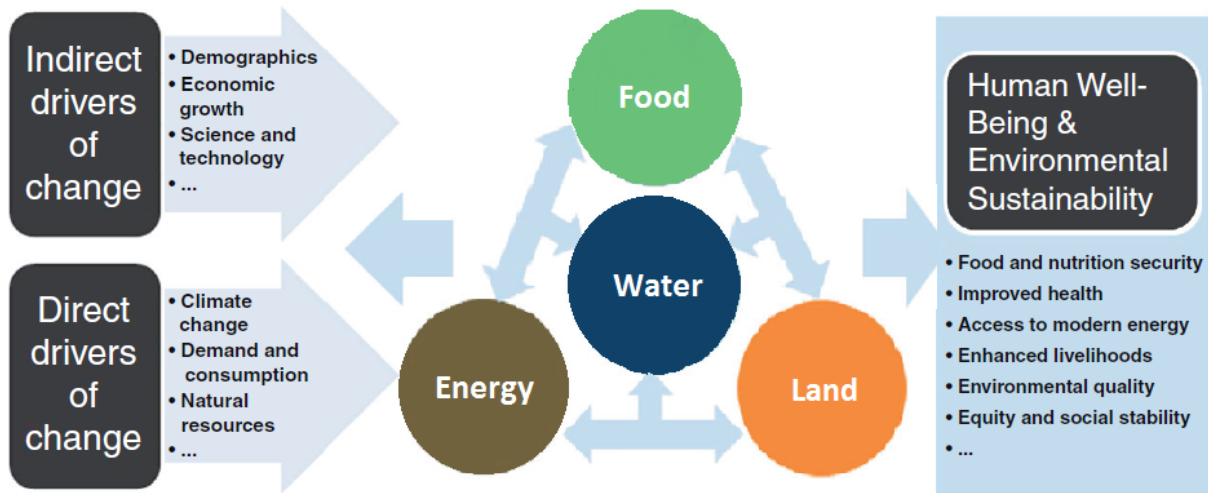 Indirect
drivers
of
change
• Demographics
• Economic
growth
• Science and
technology
• ...
Direct
drivers
of
change
• Climate
change
• Demand and
consumption
• Natural
resources
• ...
Food
Water
Energy
Land
Human Well-
Being &
Environmental
Sustainability
• Food and nutrition security
• Improved health
• Access to modern energy
• Enhanced livelihoods
• Environmental quality
• Equity and social stability
• ...